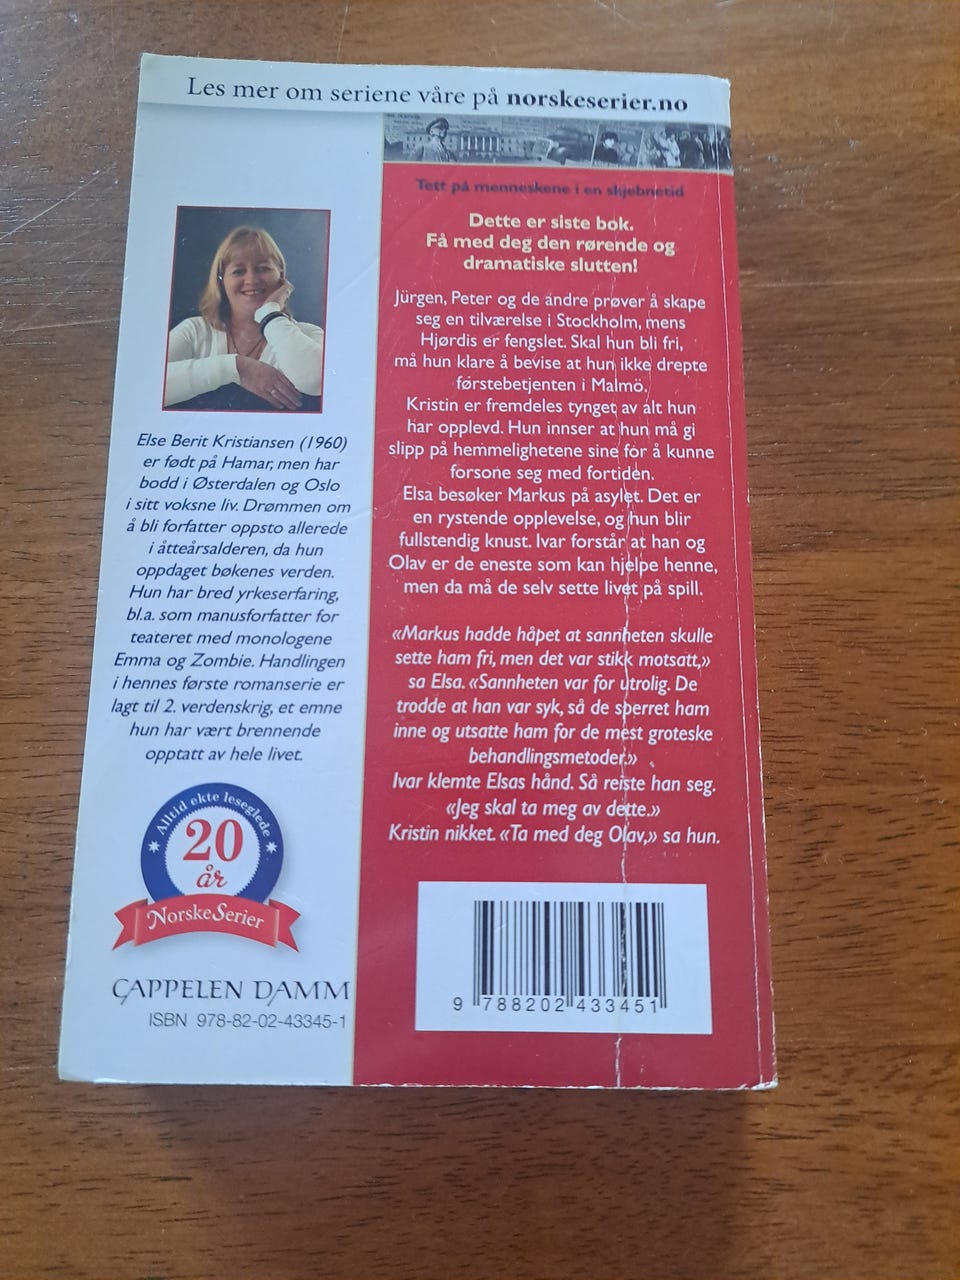 Les mer om seriene våre på norskeserier.no
Tett på menneskene i en skjebnetid
Dette er siste bok.
Få med deg den rørende og
dramatiske slutten!
Jürgen, Peter og de andre prøver å skape
seg en tilværelse i Stockholm, mens
Hjørdis er fengslet. Skal hun bli fri,
må hun klare å bevise at hun ikke drepte
førstebetjenten i Malmö.
Kristin er fremdeles tynget av alt hun
har opplevd. Hun innser at hun må gi
slipp på hemmelighetene sine for å kunne
forsone seg med fortiden.
Elsa besøker Markus på asylet. Det er
en rystende opplevelse, og hun blir
fullstendig knust. Ivar forstår at han og
Olav er de eneste som kan hjelpe henne,
men da må de selv sette livet på spill.
«Markus hadde håpet at sannheten skulle
sette ham fri, men det var stikk motsatt,»
sa Elsa. «Sannheten var for utrolig. De
trodde at han var syk, så de sperret ham
inne og utsatte ham for de mest groteske
behandlingsmetoder.»
Ivar klemte Elsas hånd. Så reiste han seg.
«Jeg skal ta meg av dette.»
Kristin nikket. «Ta med deg Olav,» sa hun.
Else Berit Kristiansen (1960)
er født på Hamar, men har
bodd i Østerdalen og Oslo
i sitt voksne liv. Drømmen om
å bli forfatter oppsto allerede
i åtteårsalderen, da hun
oppdaget bøkenes verden.
Hun har bred yrkeserfaring,
bl.a. som manusforfatter for
teateret med monologene
Emma og Zombie. Handlingen
i hennes første romanserie er
lagt til 2. verdenskrig, et emne
hun har vært brennende
opptatt av hele livet.
Alltid ekte leseglede
20
år
NorskeSerier
CAPPELEN DAMM
ISBN 978-82-02-43345-1
9 788202 433451